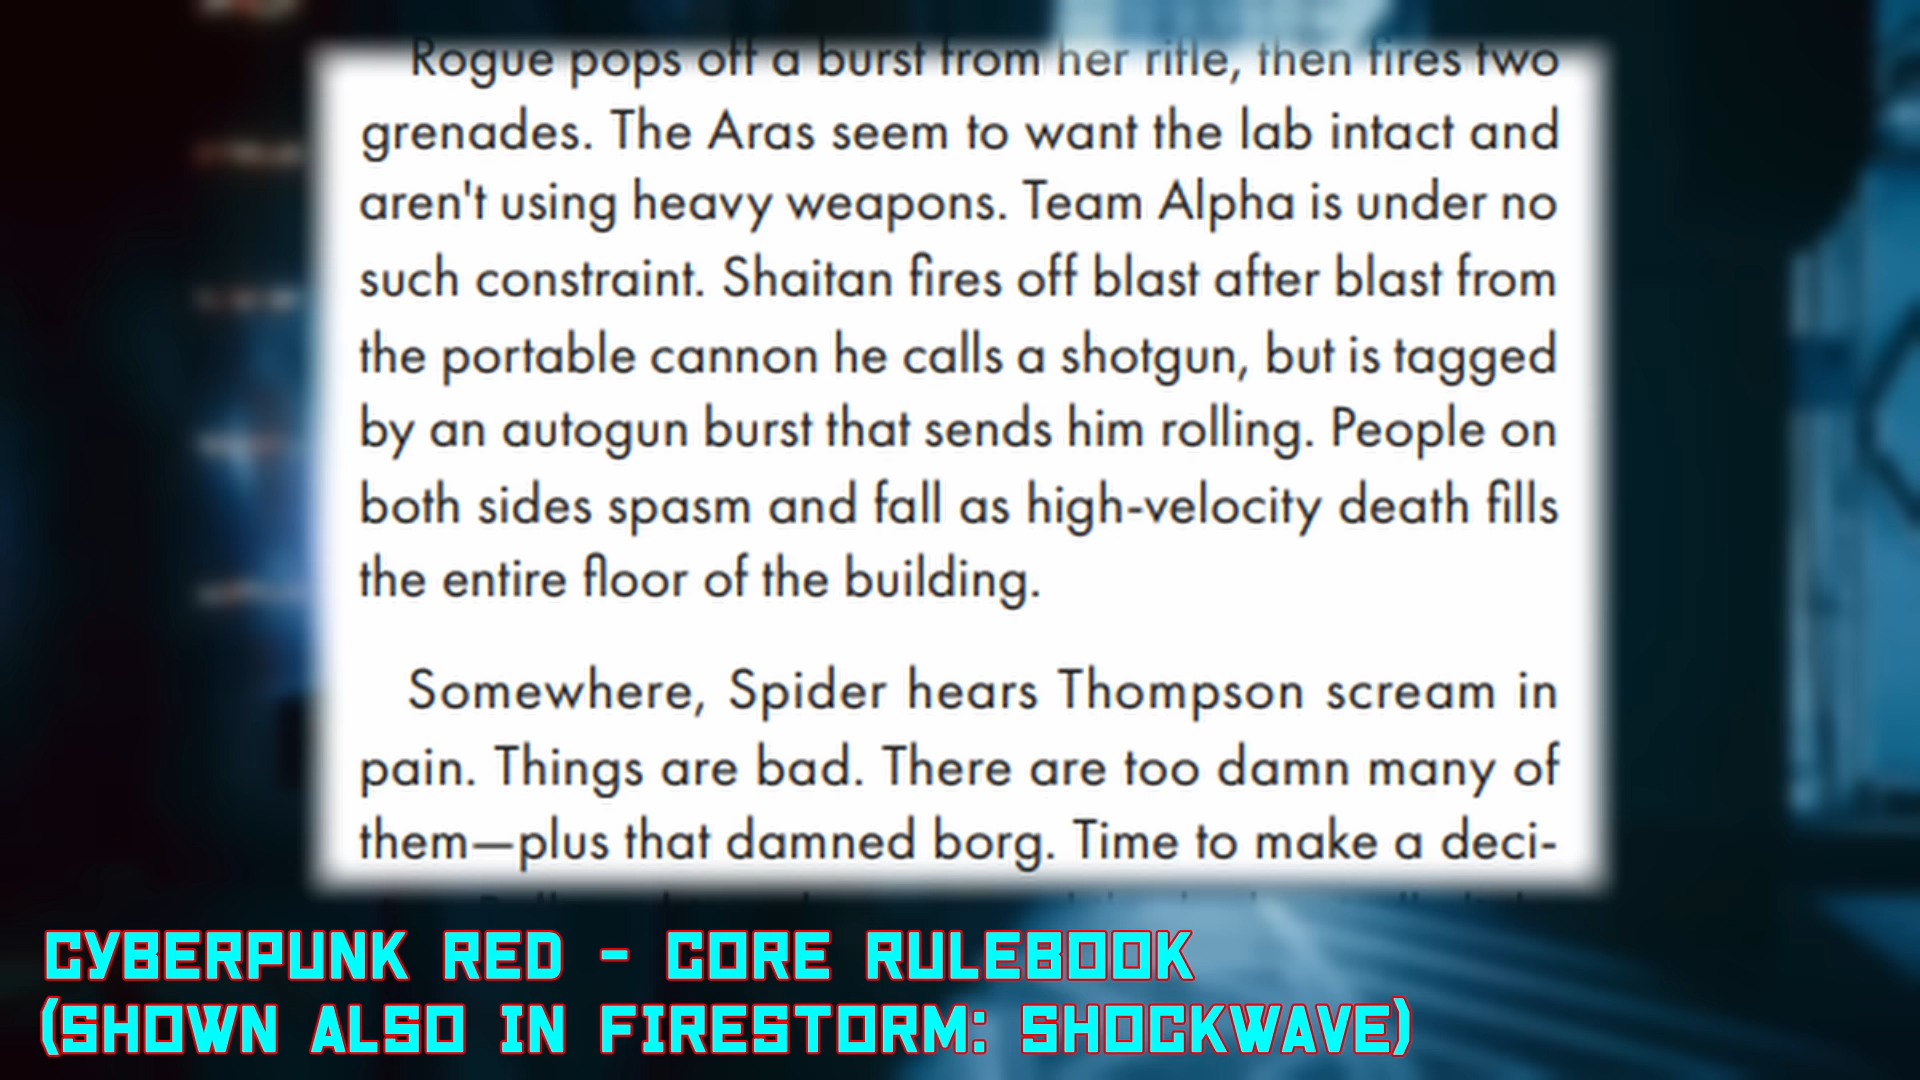 Rogue pops off a burst from her rifle, then fires two
grenades. The Aras seem to want the lab intact and
aren't using heavy weapons. Team Alpha is under no
such constraint. Shaitan fires off blast after blast from
the portable cannon he calls a shotgun, but is tagged
by an autogun burst that sends him rolling. People on
both sides spasm and fall as high-velocity death fills
the entire floor of the building.
Somewhere, Spider hears Thompson scream in
pain. Things are bad. There are too damn many of
them—plus that damned borg. Time to make a deci-
CYBERPUNK RED - CORE RULEBOOK
(SHOWN ALSO IN FIRESTORM: SHOCKWAVE)